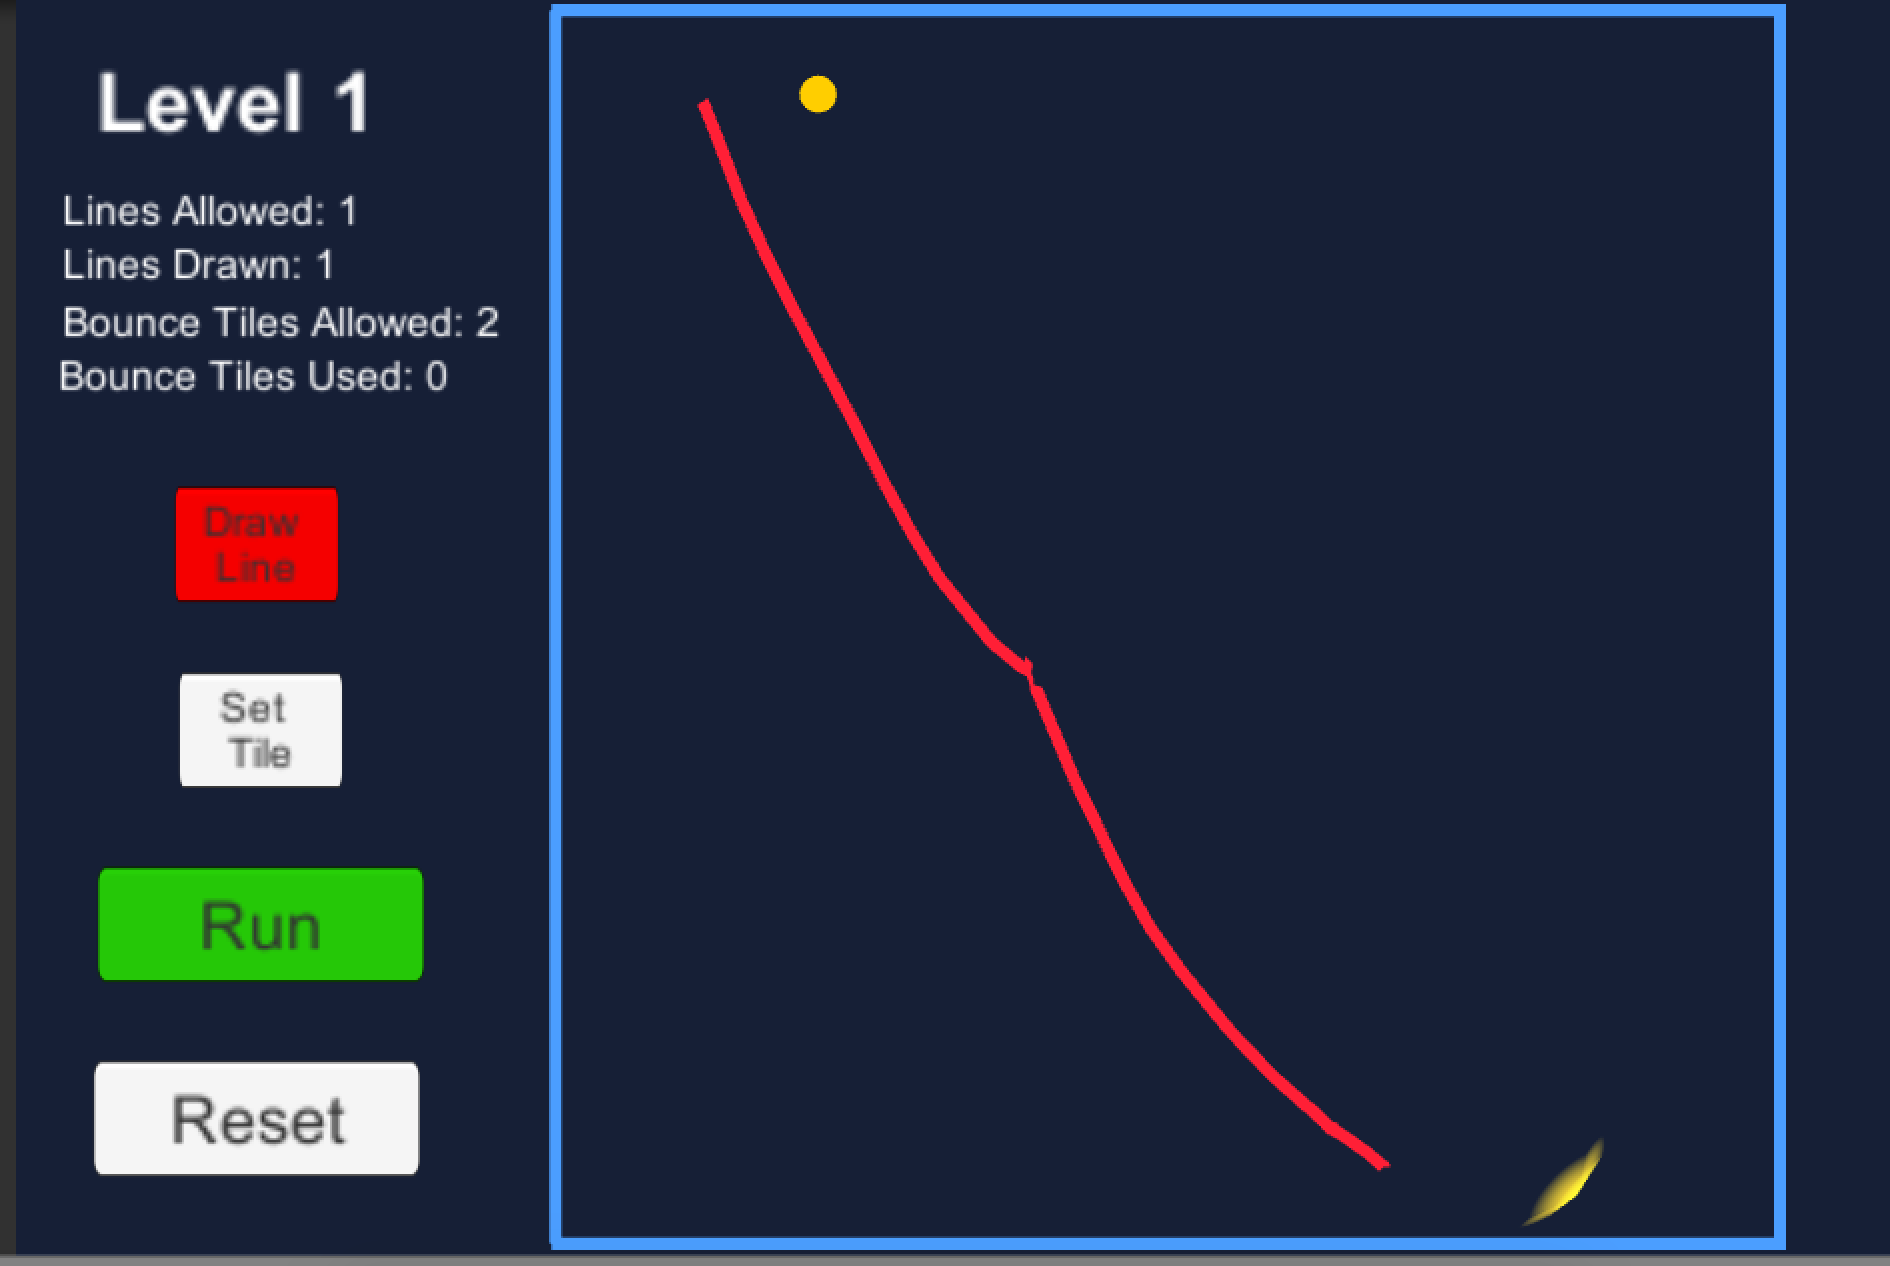 Level 1
Lines Allowed: 1
Lines Drawn: 1
Bounce Tiles Allowed: 2
Bounce Tiles Used: 0
Draw
Line
Set
Tile
Run
Reset